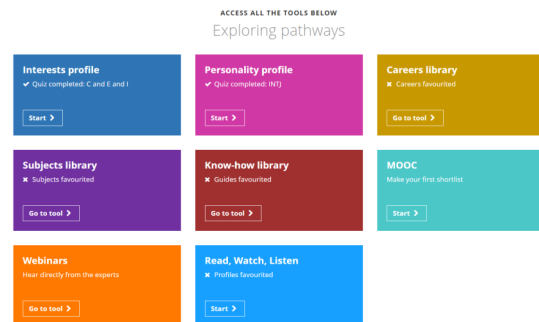 ACCESS ALL THE TOOLS BELOW
Exploring pathways
Interests profile
✔ Quiz completed: C and E and I
Start ❯
Personality profile
✔ Quiz completed: INTJ
Start ❯
Careers library
✖ Careers favourited
Go to tool ❯
Subjects library
✖ Subjects favourited
Go to tool ❯
Know-how library
✖ Guides favourited
Go to tool ❯
MOOC
Make your first shortlist
Start ❯
Webinars
Hear directly from the experts
Go to tool ❯
Read, Watch, Listen
✖ Profiles favourited
Start ❯